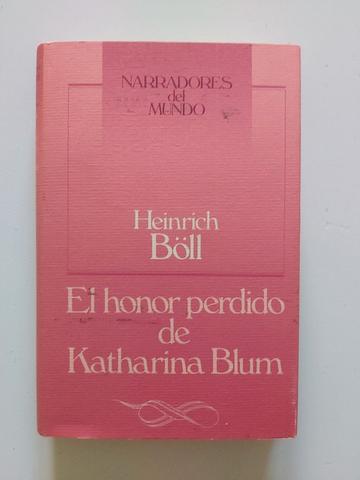 NARRADORES
del
MUNDO
Heinrich
Böll
El honor perdido
de
Katharina Blum